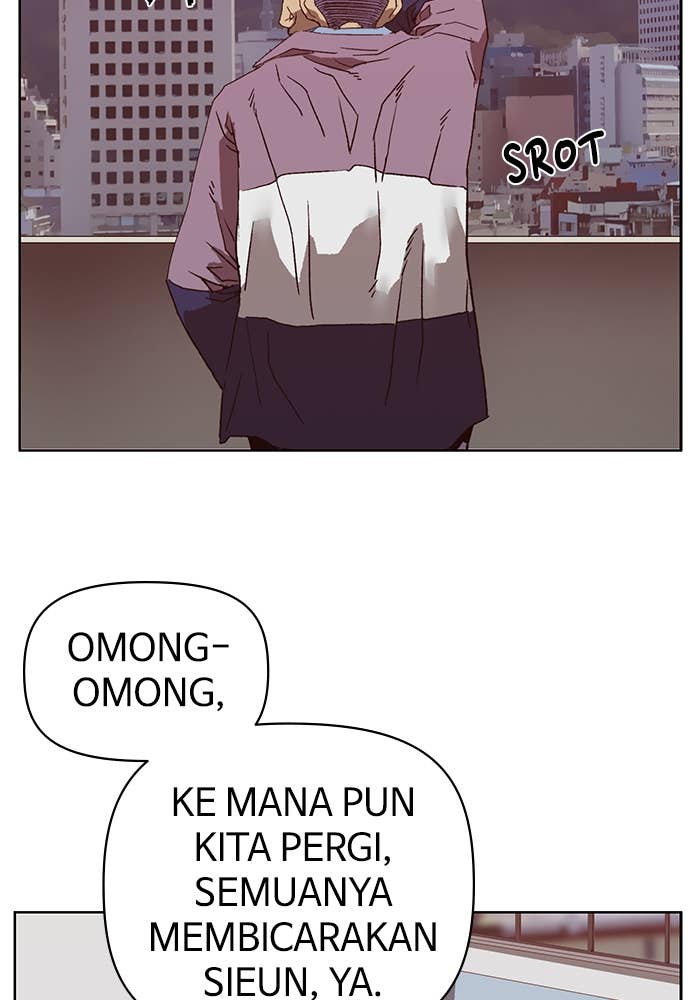 SROT
OMONG-
OMONG,
KE MANA PUN
KITA PERGI,
SEMUANYA
MEMBICARAKAN
SIEUN, YA.